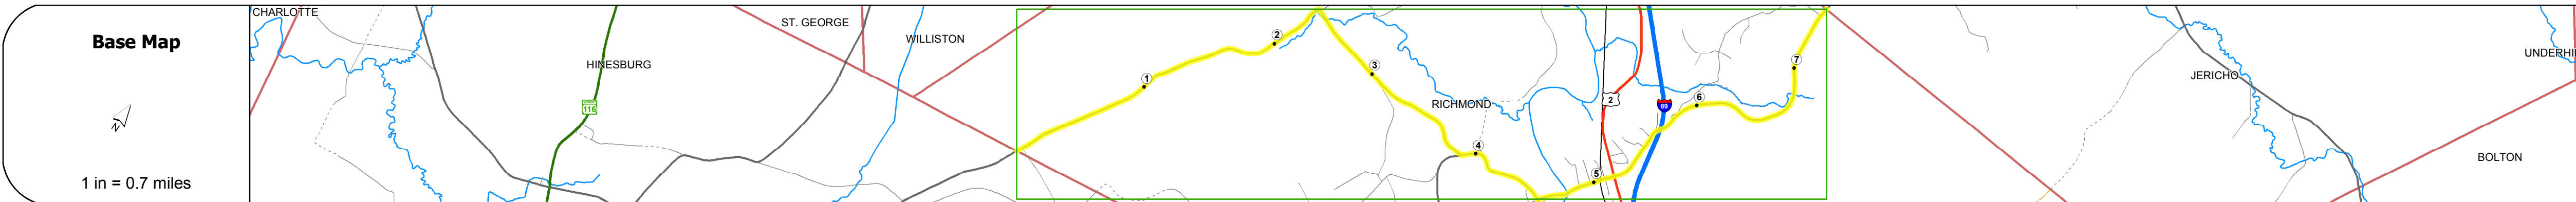 Base Map
N
1 in = 0.7 miles
CHARLOTTE
HINESBURG
116
ST. GEORGE
WILLISTON
1
2
3
RICHMOND
4
5
2
89
6
7
JERICHO
UNDERHI
BOLTON